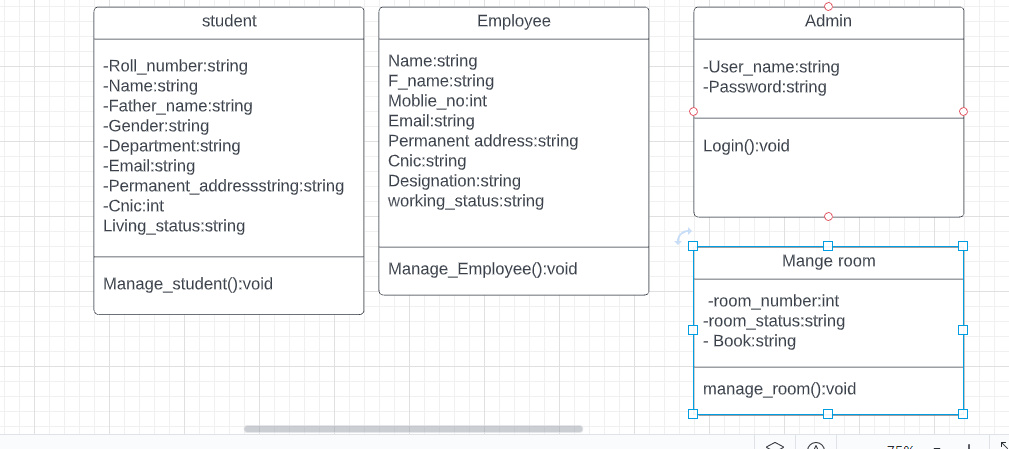 student
-Roll_number:string
-Name:string
-Father_name:string
-Gender:string
-Department:string
-Email:string
-Permanent_addressstring:string
-Cnic:int
Living_status:string
Manage_student():void
Employee
Name:string
F_name:string
Moblie_no:int
Email:string
Permanent address:string
Cnic:string
Designation:string
working_status:string
Manage_Employee():void
Admin
-User_name:string
-Password:string
Login():void
Mange room
-room_number:int
-room_status:string
- Book:string
manage_room():void